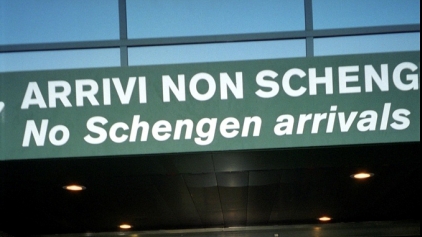 ARRIVI NON SCHENG
No Schengen arrivals